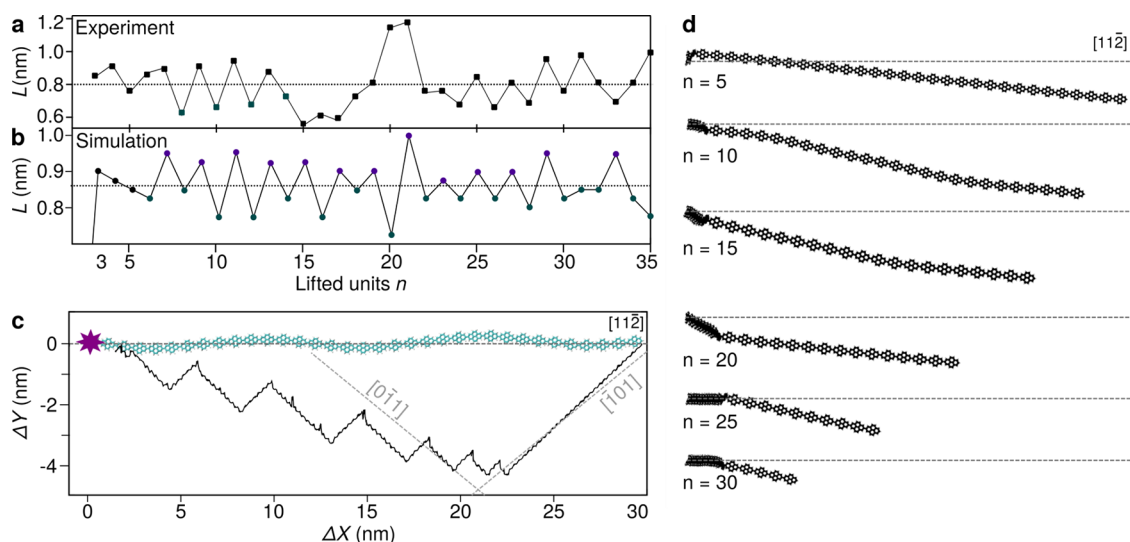 a
Experiment
L(nm)
1.2
1.0
0.8
0.6
b
Simulation
L (nm)
1.0
0.9
0.8
3 5 10 15 20 25 30 35
Lifted units n
c
[112̄]
ΔY (nm)
0
-2
-4
[01̄1]
[1̄01]
0 5 10 15 20 25 30
ΔX (nm)
d
[112̄]
n = 5
n = 10
n = 15
n = 20
n = 25
n = 30